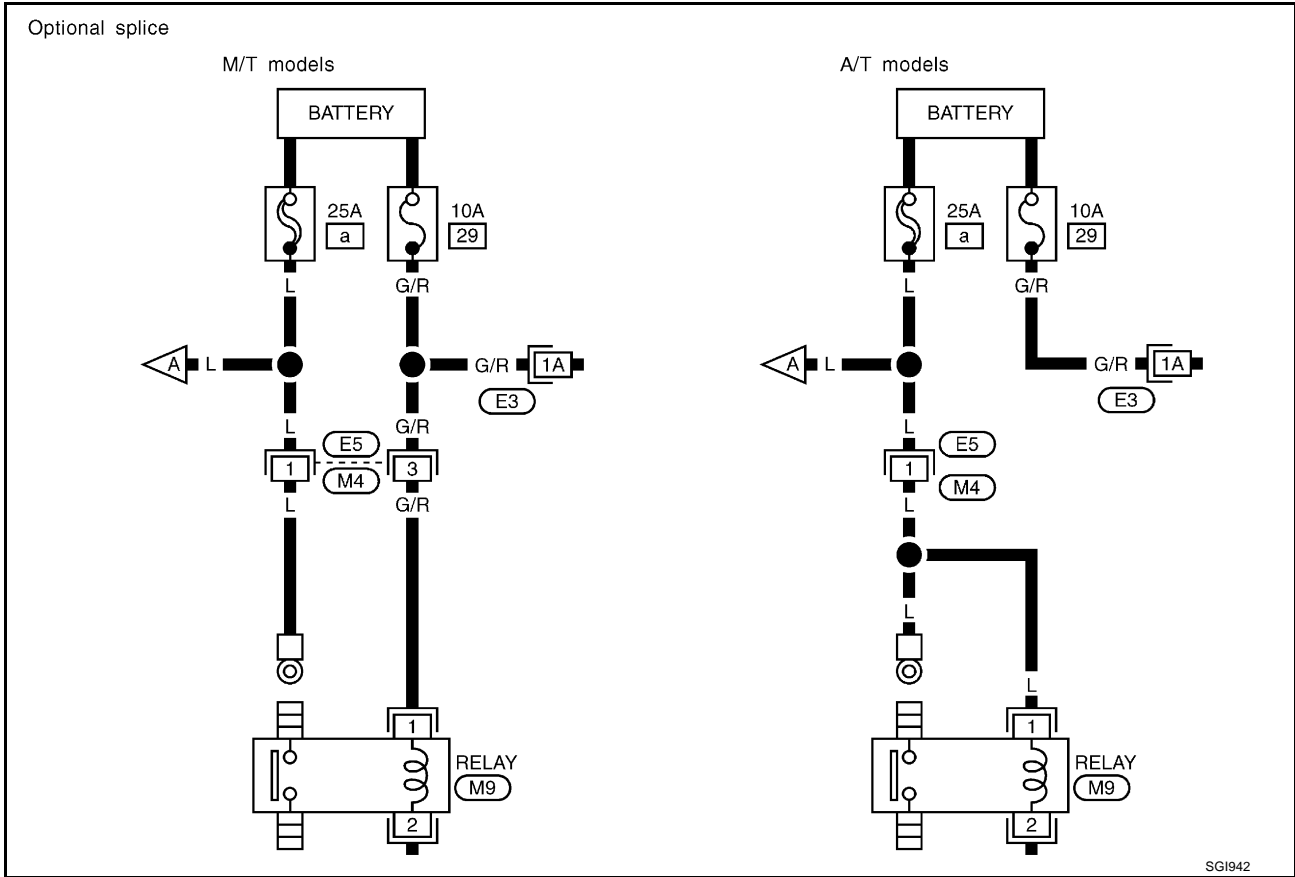 Optional splice
M/T models
BATTERY
25A
a
10A
29
L
G/R
A
L
G/R
1A
E3
L
G/R
E5
1
3
M4
L
G/R
1
RELAY
M9
2
A/T models
BATTERY
25A
a
10A
29
L
G/R
A
L
G/R
1A
E3
L
E5
1
M4
L
L
L
1
RELAY
M9
2
SGI942